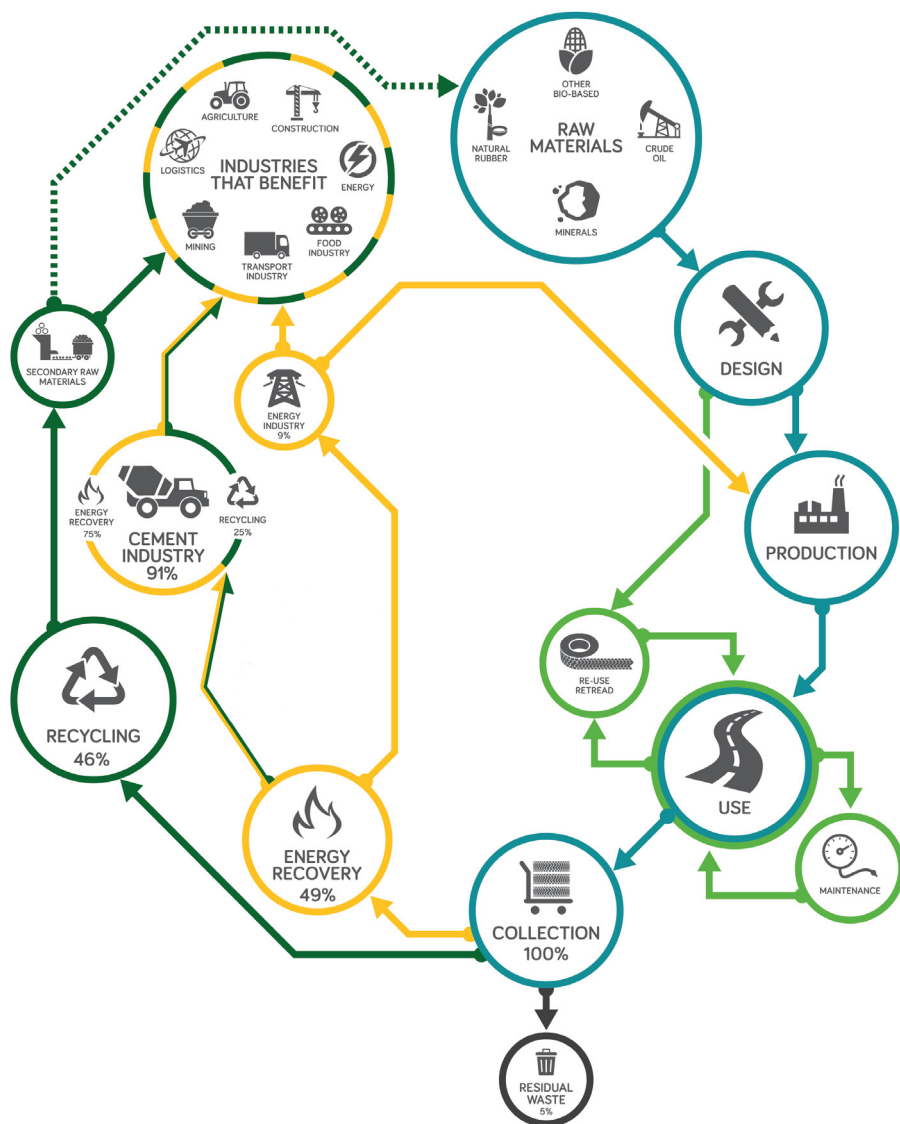 OTHER
BIO-BASED
NATURAL
RUBBER
RAW
MATERIALS
CRUDE
OIL
MINERALS
AGRICULTURE
CONSTRUCTION
LOGISTICS
INDUSTRIES
THAT BENEFIT
ENERGY
MINING
TRANSPORT
INDUSTRY
FOOD
INDUSTRY
SECONDARY RAW
MATERIALS
ENERGY
INDUSTRY
9%
DESIGN
ENERGY
RECOVERY
75%
CEMENT
INDUSTRY
91%
RECYCLING
25%
PRODUCTION
RE-USE
RETREAD
RECYCLING
46%
USE
ENERGY
RECOVERY
49%
MAINTENANCE
COLLECTION
100%
RESIDUAL
WASTE
5%